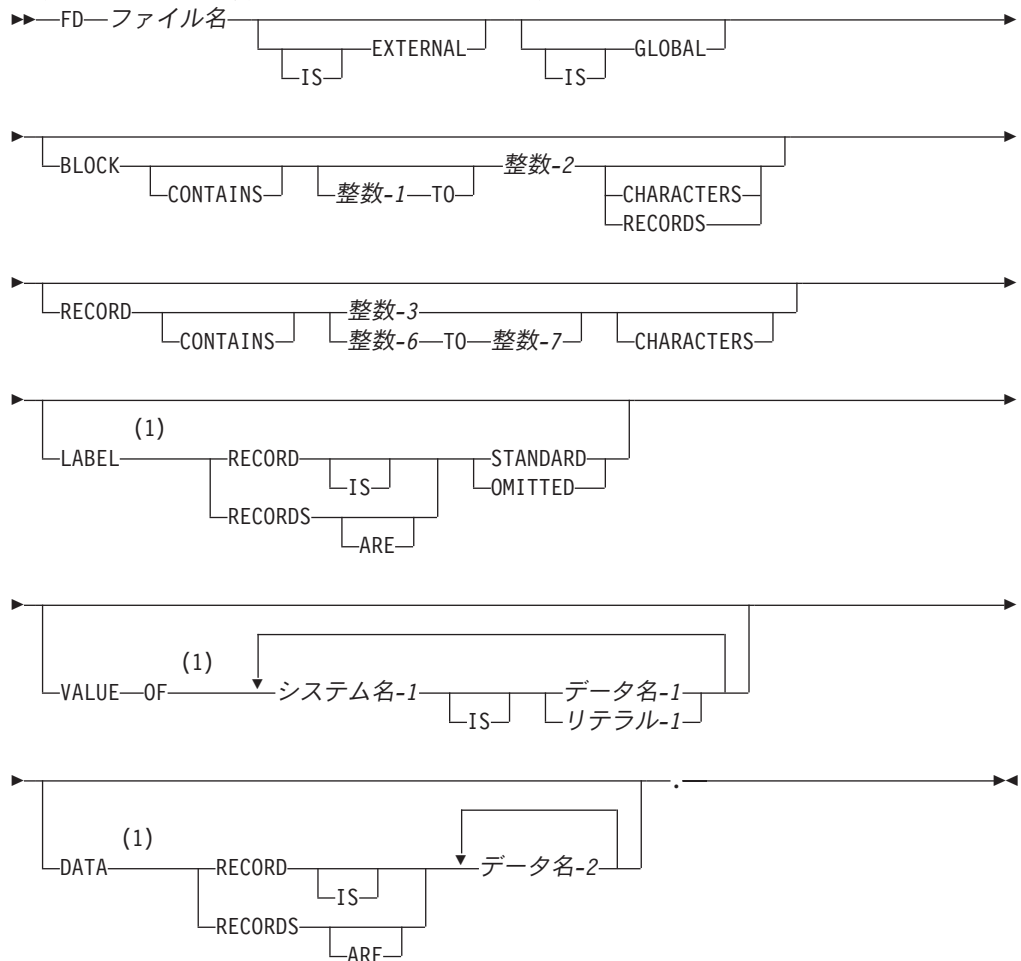 FD ファイル名 EXTERNAL GLOBAL
IS IS
BLOCK 整数-2
CONTAINS 整数-1 TO CHARACTERS
RECORDS
RECORD 整数-3
CONTAINS 整数-6 TO 整数-7 CHARACTERS
(1)
LABEL RECORD STANDARD
IS OMITTED
RECORDS
ARE
(1)
VALUE OF システム名-1 データ名-1
IS リテラル-1
.
(1)
DATA RECORD データ名-2
IS
RECORDS
ARE